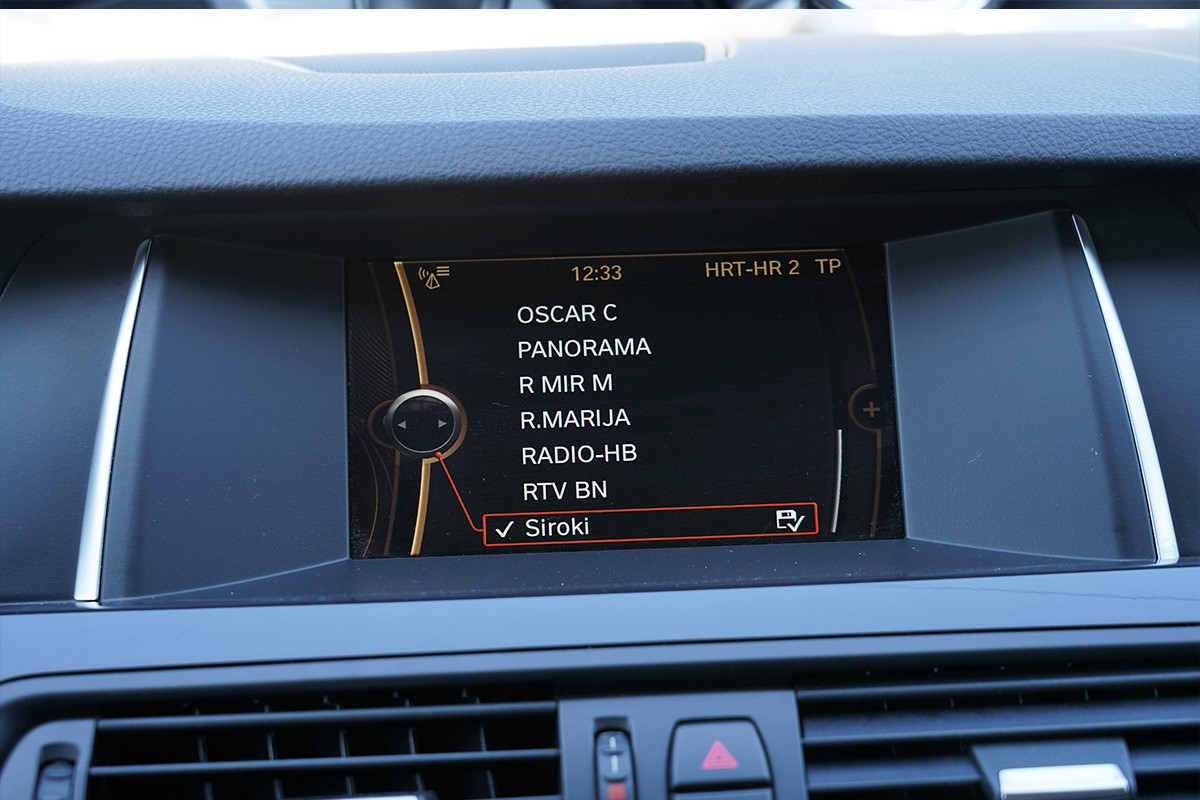 12:33 HRT-HR 2 TP
OSCAR C
PANORAMA
R MIR M
R.MARIJA
RADIO-HB
RTV BN
Siroki